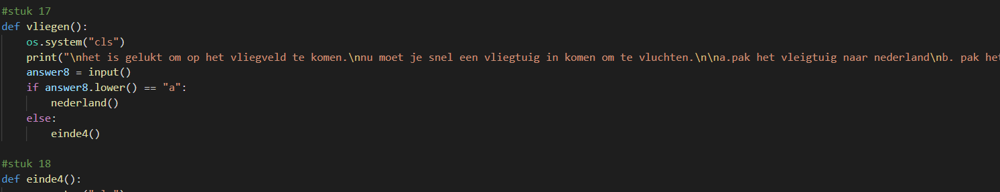 #stuk 17
def vliegen():
    os.system("cls")
    print("\nhet is gelukt om op het vliegveld te komen.\nnu moet je snel een vliegtuig in komen om te vluchten.\n\na.pak het vleigtuig naar nederland\nb. pak het
    answer8 = input()
    if answer8.lower() == "a":
        nederland()
    else:
        einde4()
#stuk 18
def einde4():